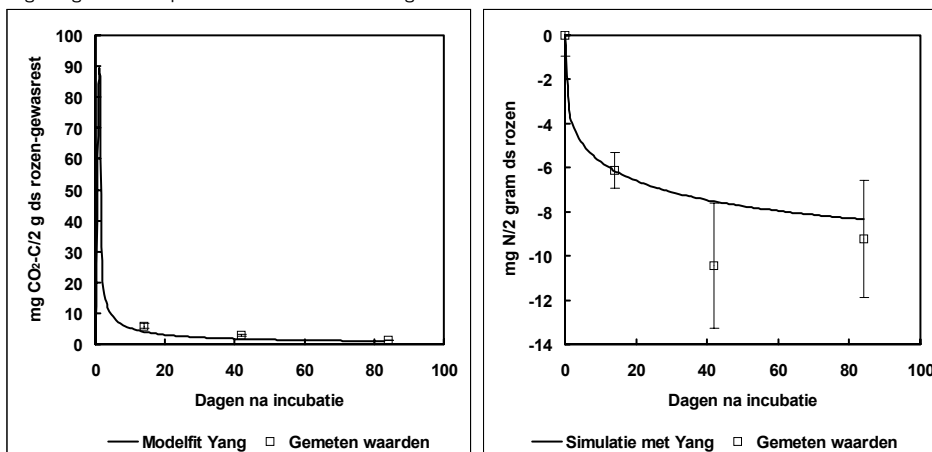 100
90
80
70
60
50
40
30
20
10
0
mg CO2-C/2 g ds rozen-gewasrest
0 20 40 60 80 100
Dagen na incubatie
Modelfit Yang Gemeten waarden
0
-2
-4
-6
-8
-10
-12
-14
mg N/2 gram ds rozen
0 20 40 60 80 100
Dagen na incubatie
Simulatie met Yang Gemeten waarden